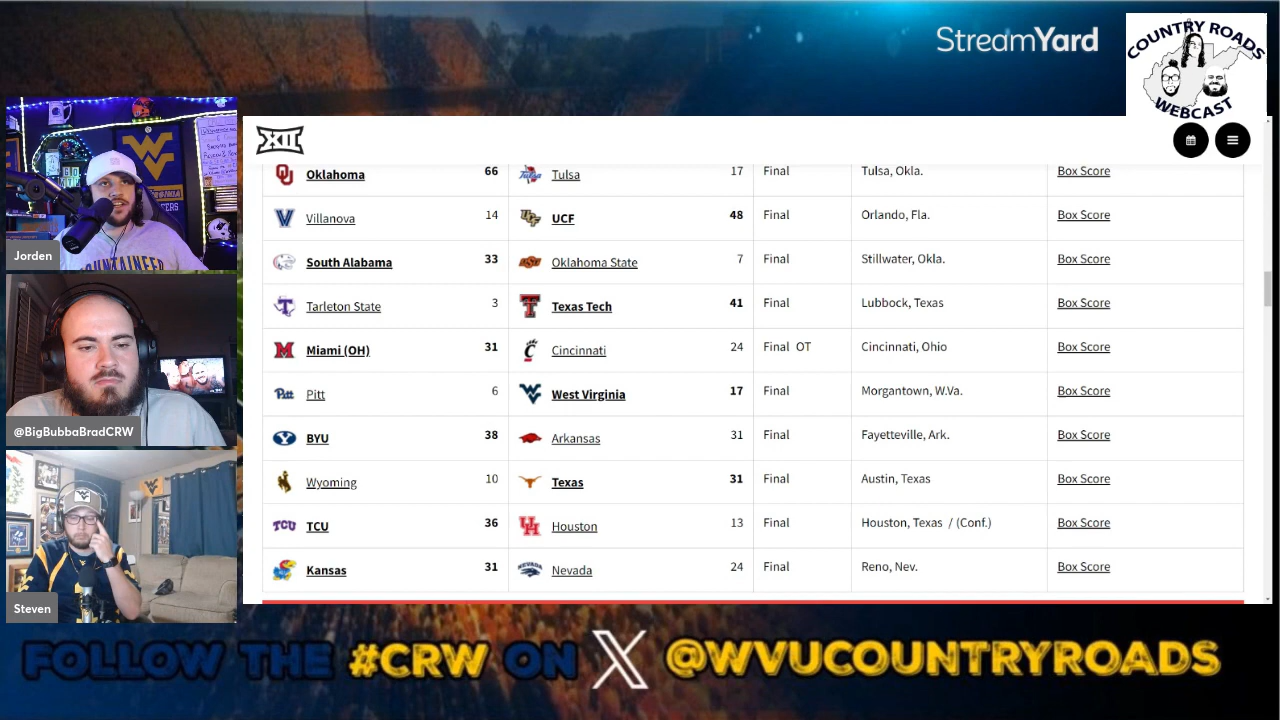 StreamYard
COUNTRY ROADS
WEBCAST
XII
Oklahoma 66 Tulsa 17 Final Tulsa, Okla. Box Score
Villanova 14 UCF 48 Final Orlando, Fla. Box Score
South Alabama 33 Oklahoma State 7 Final Stillwater, Okla. Box Score
Tarleton State 3 Texas Tech 41 Final Lubbock, Texas Box Score
Miami (OH) 31 Cincinnati 24 Final OT Cincinnati, Ohio Box Score
Pitt 6 West Virginia 17 Final Morgantown, W.Va. Box Score
BYU 38 Arkansas 31 Final Fayetteville, Ark. Box Score
Wyoming 10 Texas 31 Final Austin, Texas Box Score
TCU 36 Houston 13 Final Houston, Texas / (Conf.) Box Score
Kansas 31 Nevada 24 Final Reno, Nev. Box Score
Jorden
@BigBubbaBradCRW
Steven
FOLLOW THE #CRW ON X @WVUCOUNTRYROADS